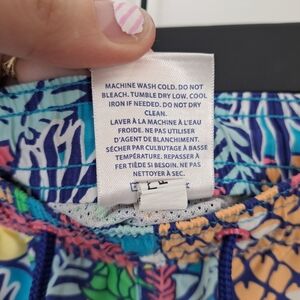 MACHINE WASH COLD. DO NOT
BLEACH. TUMBLE DRY LOW. COOL
IRON IF NEEDED. DO NOT DRY
CLEAN.
LAVER À LA MACHINE À L'EAU
FROIDE. NE PAS UTILISER
D'AGENT DE BLANCHIMENT.
SÉCHER PAR CULBUTAGE À BASSE
TEMPÉRATURE. REPASSER À
FER TIÈDE SI BESOIN. NE PAS
NETTOYER À SEC.